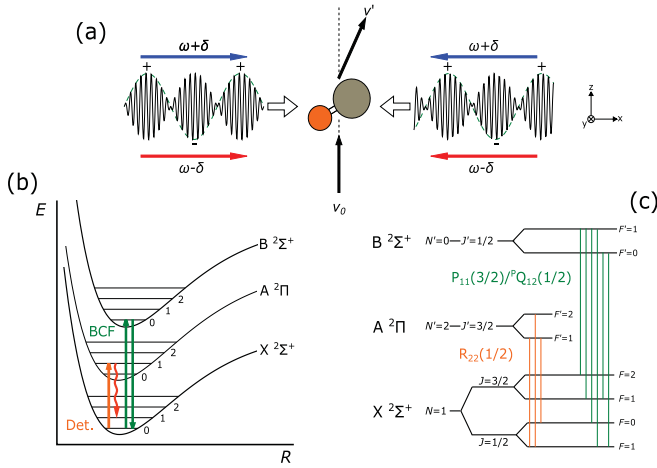 (a)
ω+δ
+ +
-
ω-δ
v'
v₀
ω+δ
+ +
-
ω-δ
z
y x
(b)
E
B ²Σ⁺
A ²Π
X ²Σ⁺
2
1
0
2
1
0
2
1
0
BCF
Det.
R
(c)
B ²Σ⁺ N'=0 J'=1/2 F'=1
F'=0
P₁₁(3/2)/ᴾQ₁₂(1/2)
A ²Π N'=2 J'=3/2 F'=2
F'=1
R₂₂(1/2)
X ²Σ⁺ N=1
J=3/2 F=2
F=1
J=1/2 F=0
F=1